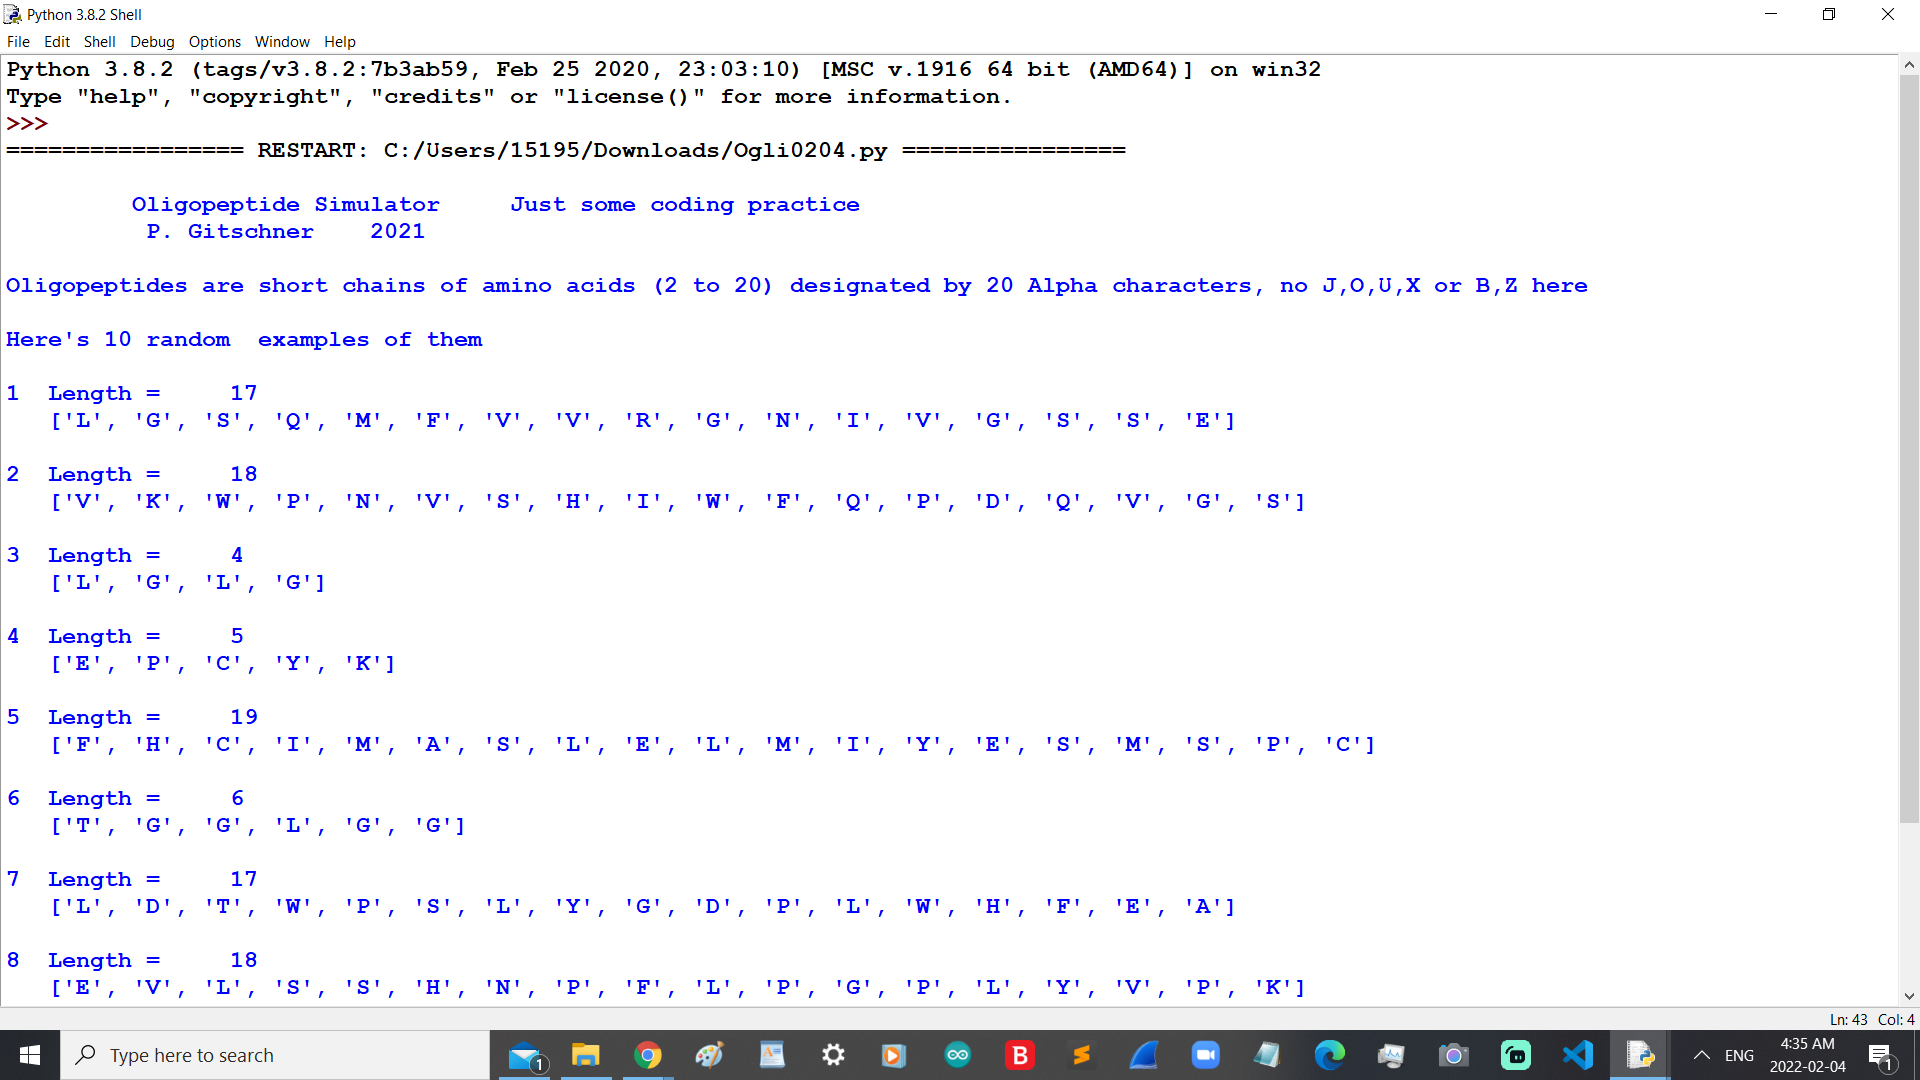 Python 3.8.2 Shell
File Edit Shell Debug Options Window Help
Python 3.8.2 (tags/v3.8.2:7b3ab59, Feb 25 2020, 23:03:10) [MSC v.1916 64 bit (AMD64)] on win32
Type "help", "copyright", "credits" or "license()" for more information.
>>>
================= RESTART: C:/Users/15195/Downloads/Ogli0204.py ================
Oligopeptide Simulator     Just some coding practice
P. Gitschner    2021
Oligopeptides are short chains of amino acids (2 to 20) designated by 20 Alpha characters, no J,O,U,X or B,Z here
Here's 10 random  examples of them
1  Length =     17
['L', 'G', 'S', 'Q', 'M', 'F', 'V', 'V', 'R', 'G', 'N', 'I', 'V', 'G', 'S', 'S', 'E']
2  Length =     18
['V', 'K', 'W', 'P', 'N', 'V', 'S', 'H', 'I', 'W', 'F', 'Q', 'P', 'D', 'Q', 'V', 'G', 'S']
3  Length =     4
['L', 'G', 'L', 'G']
4  Length =     5
['E', 'P', 'C', 'Y', 'K']
5  Length =     19
['F', 'H', 'C', 'I', 'M', 'A', 'S', 'L', 'E', 'L', 'M', 'I', 'Y', 'E', 'S', 'M', 'S', 'P', 'C']
6  Length =     6
['T', 'G', 'G', 'L', 'G', 'G']
7  Length =     17
['L', 'D', 'T', 'W', 'P', 'S', 'L', 'Y', 'G', 'D', 'P', 'L', 'W', 'H', 'F', 'E', 'A']
8  Length =     18
['E', 'V', 'L', 'S', 'S', 'H', 'N', 'P', 'F', 'L', 'P', 'G', 'P', 'L', 'Y', 'V', 'P', 'K']
Ln: 43 Col: 4
Type here to search
1
B
ENG
4:35 AM
2022-02-04
1